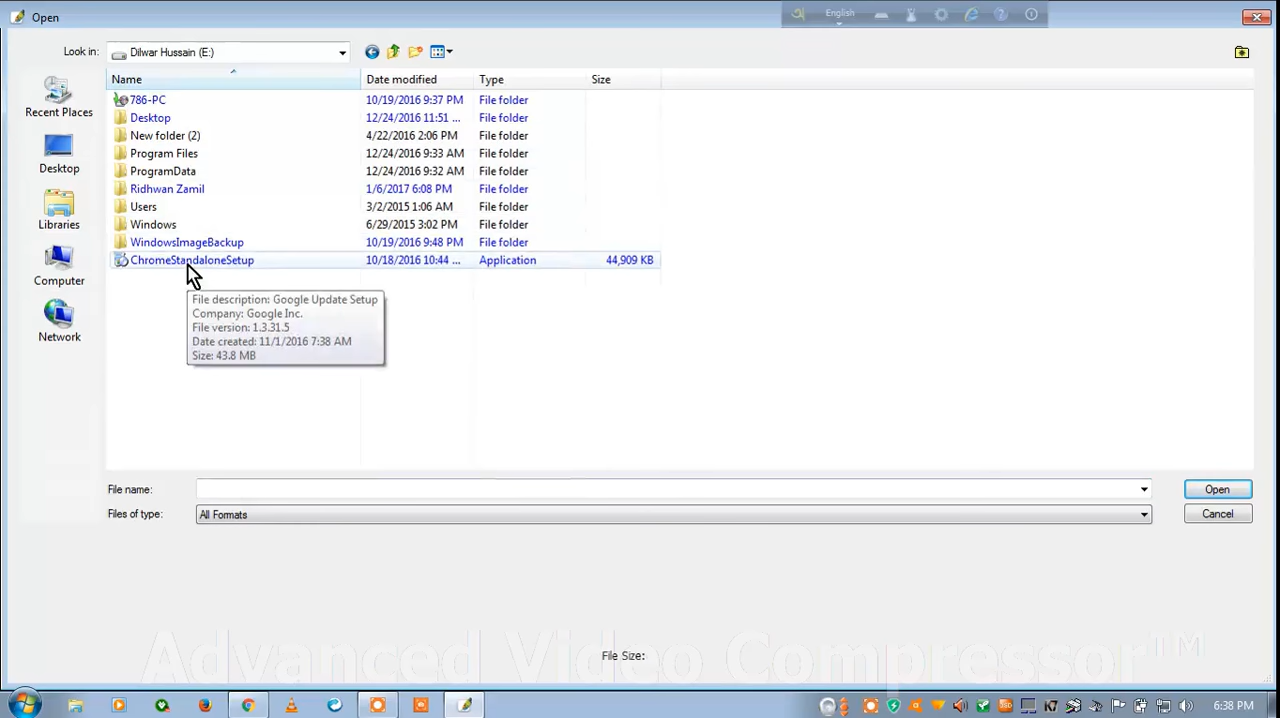 Open
English
Look in:
Dilwar Hussain (E:)
Name
Date modified
Type
Size
786-PC 10/19/2016 9:37 PM File folder
Desktop 12/24/2016 11:51 ... File folder
New folder (2) 4/22/2016 2:06 PM File folder
Program Files 12/24/2016 9:33 AM File folder
ProgramData 12/24/2016 9:32 AM File folder
Ridhwan Zamil 1/6/2017 6:08 PM File folder
Users 3/2/2015 1:06 AM File folder
Windows 6/29/2015 3:02 PM File folder
WindowsImageBackup 10/19/2016 9:48 PM File folder
ChromeStandaloneSetup 10/18/2016 10:44 ... Application 44,909 KB
File description: Google Update Setup
Company: Google Inc.
File version: 1.3.31.5
Date created: 11/1/2016 7:38 AM
Size: 43.8 MB
Recent Places
Desktop
Libraries
Computer
Network
File name:
Open
Files of type:
All Formats
Cancel
Advanced Video Compressor™
File Size:
6:38 PM